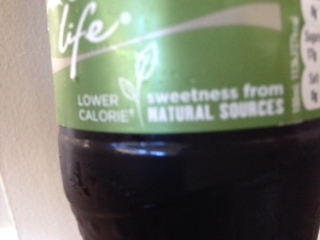 life
LOWER
CALORIE*
sweetness from
NATURAL SOURCES